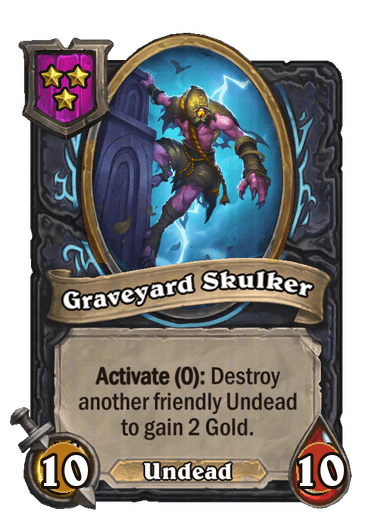 Graveyard Skulker
Activate (0): Destroy
another friendly Undead
to gain 2 Gold.
10
Undead
10